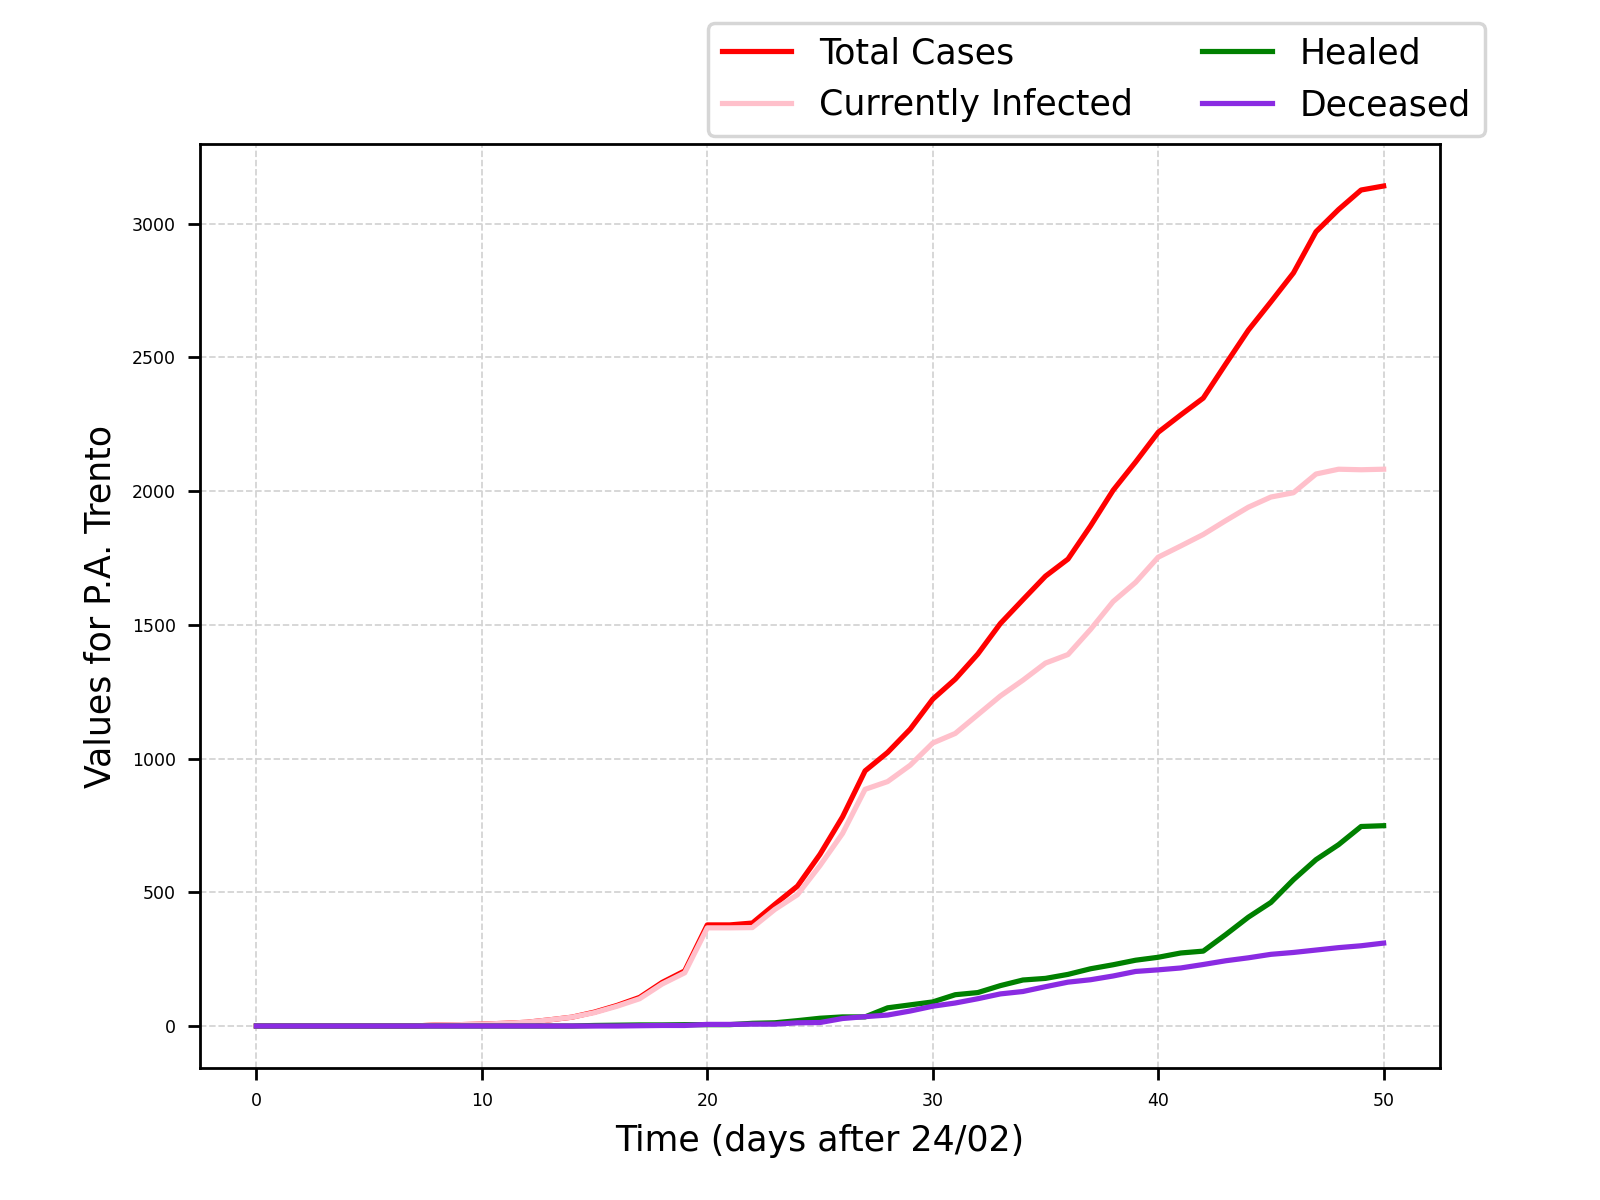 Total Cases
Currently Infected
Healed
Deceased
Values for P.A. Trento
3000
2500
2000
1500
1000
500
0
0 10 20 30 40 50
Time (days after 24/02)